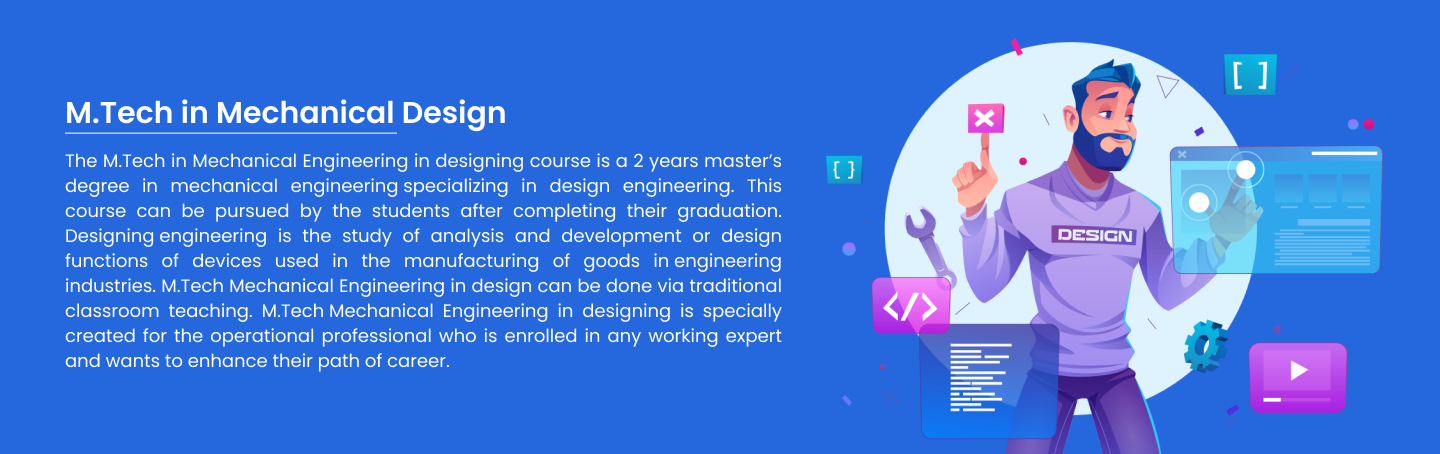 M.Tech in Mechanical Design
The M.Tech in Mechanical Engineering in designing course is a 2 years master’s
degree in mechanical engineering specializing in design engineering. This
course can be pursued by the students after completing their graduation.
Designing engineering is the study of analysis and development or design
functions of devices used in the manufacturing of goods in engineering
industries. M.Tech Mechanical Engineering in design can be done via traditional
classroom teaching. M.Tech Mechanical Engineering in designing is specially
created for the operational professional who is enrolled in any working expert
and wants to enhance their path of career.
[ ]
{ }
DESIGN
</>